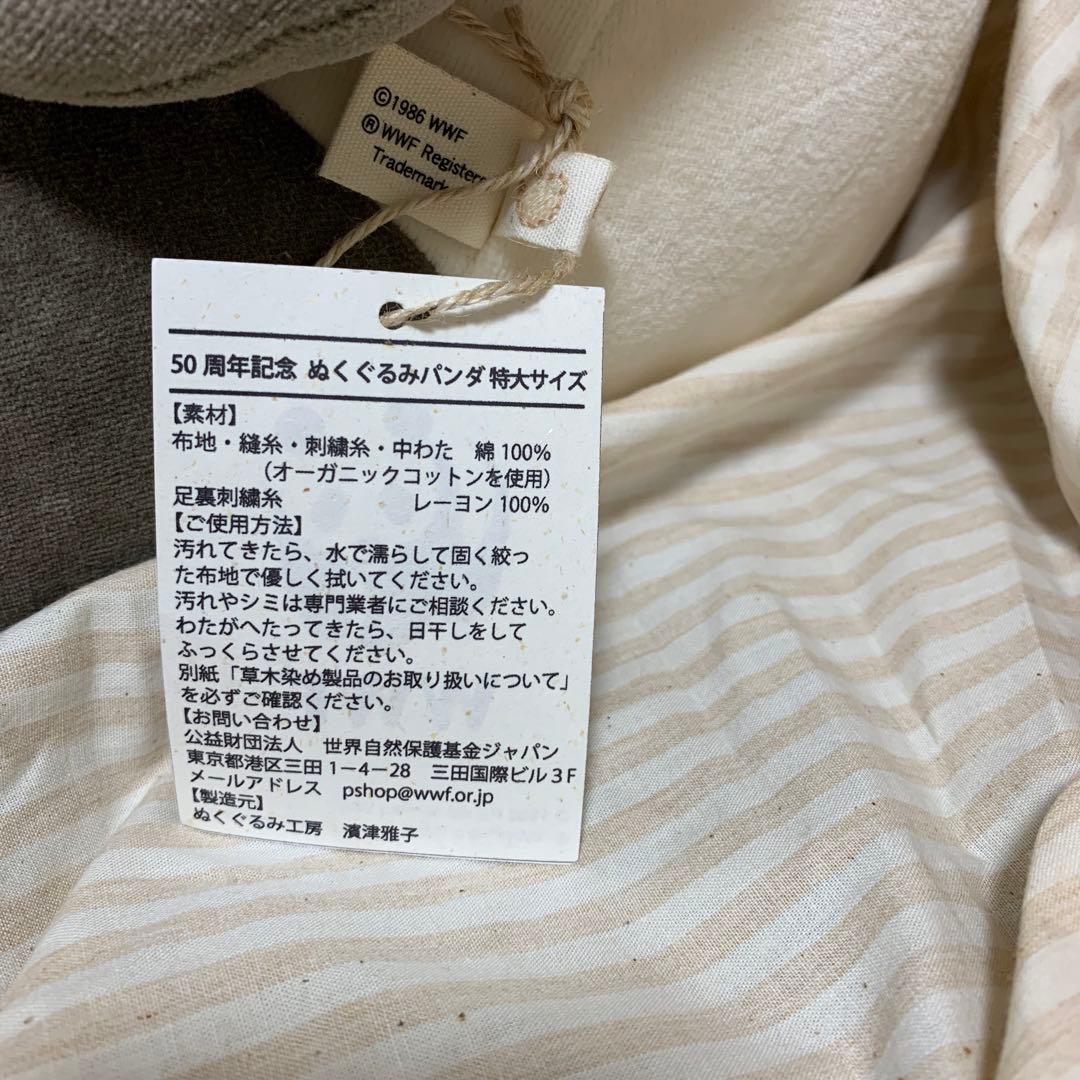 ©1986 WWF
®WWF Registere
Trademark
50 周年記念 ぬくぐるみパンダ 特大サイズ
【素材】
布地・縫糸・刺繍糸・中わた 綿 100%
（オーガニックコットンを使用）
足裏刺繍糸 レーヨン 100%
【ご使用方法】
汚れてきたら、水で濡らして固く絞っ
た布地で優しく拭いてください。
汚れやシミは専門業者にご相談ください。
わたがへたってきたら、日干しをして
ふっくらさせてください。
別紙「草木染め製品のお取り扱いについて」
を必ずご確認ください。
【お問い合わせ】
公益財団法人 世界自然保護基金ジャパン
東京都港区三田 1－4－28 三田国際ビル 3F
メールアドレス pshop@wwf.or.jp
【製造元】
ぬくぐるみ工房 濱津雅子